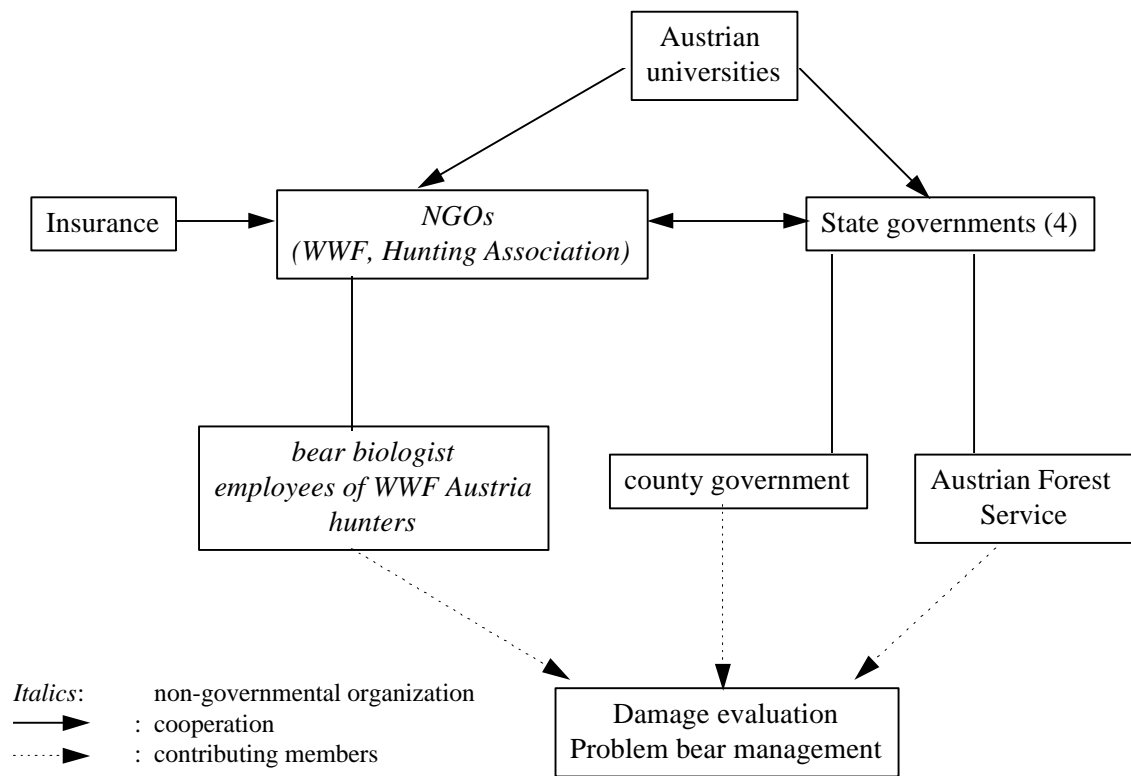 Austrian
universities
Insurance
NGOs
(WWF, Hunting Association)
State governments (4)
bear biologist
employees of WWF Austria
hunters
county government
Austrian Forest
Service
Italics: non-governmental organization
: cooperation
: contributing members
Damage evaluation
Problem bear management